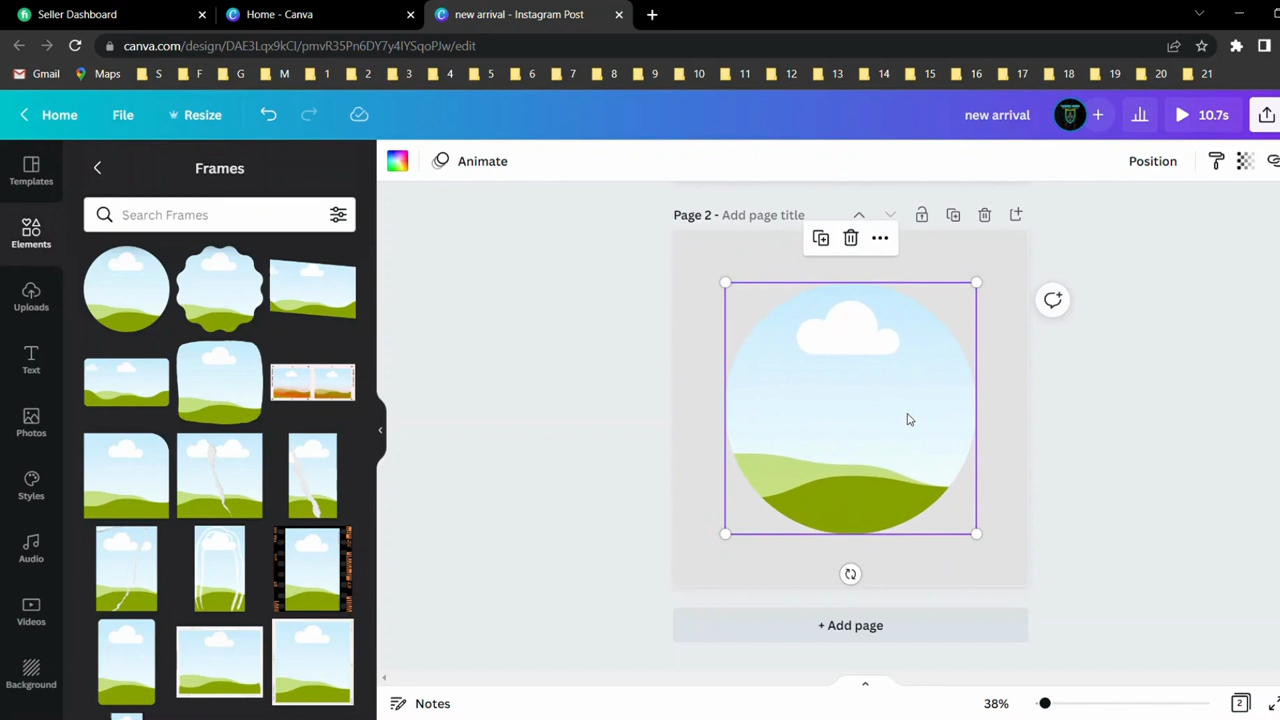 Seller Dashboard
Home - Canva
new arrival - Instagram Post
canva.com/design/DAE3Lqx9kCI/pmvR35Pn6DY7y4IYSqoPJw/edit
Gmail Maps S F G M 1 2 3 4 5 6 7 8 9 10 11 12 13 14 15 16 17 18 19 20 21
Home File Resize new arrival 10.7s
Templates
Elements
Uploads
Text
Photos
Styles
Audio
Videos
Background
Frames
Search Frames
Animate Position
Page 2 - Add page title
+ Add page
Notes 38% 2